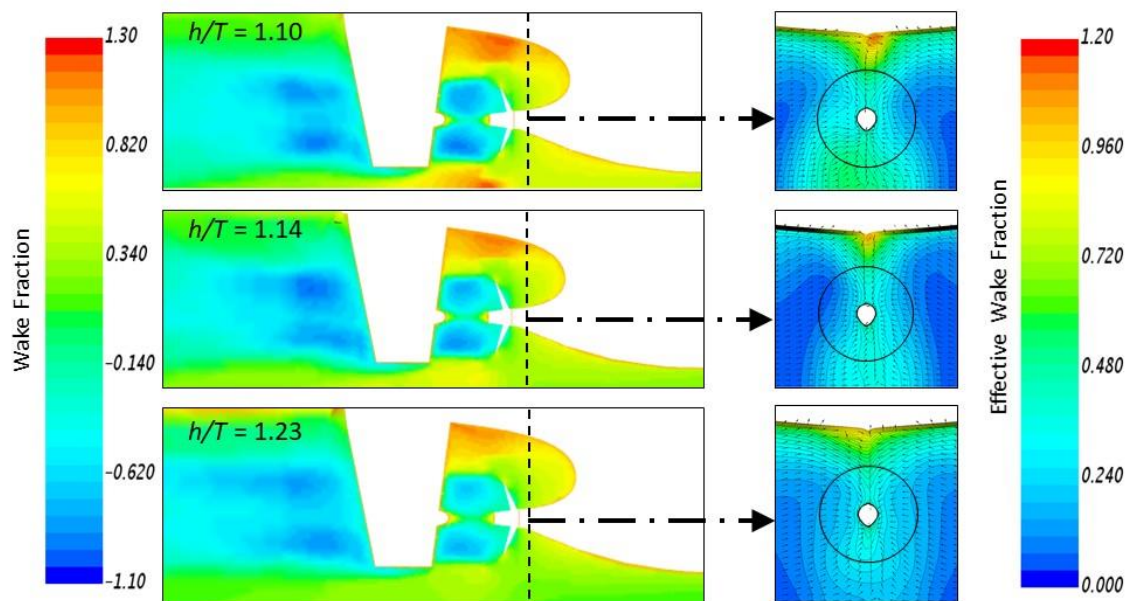 1.30
0.820
0.340
−0.140
−0.620
−1.10
Wake Fraction
h/T = 1.10
h/T = 1.14
h/T = 1.23
Effective Wake Fraction
1.20
0.960
0.720
0.480
0.240
0.000